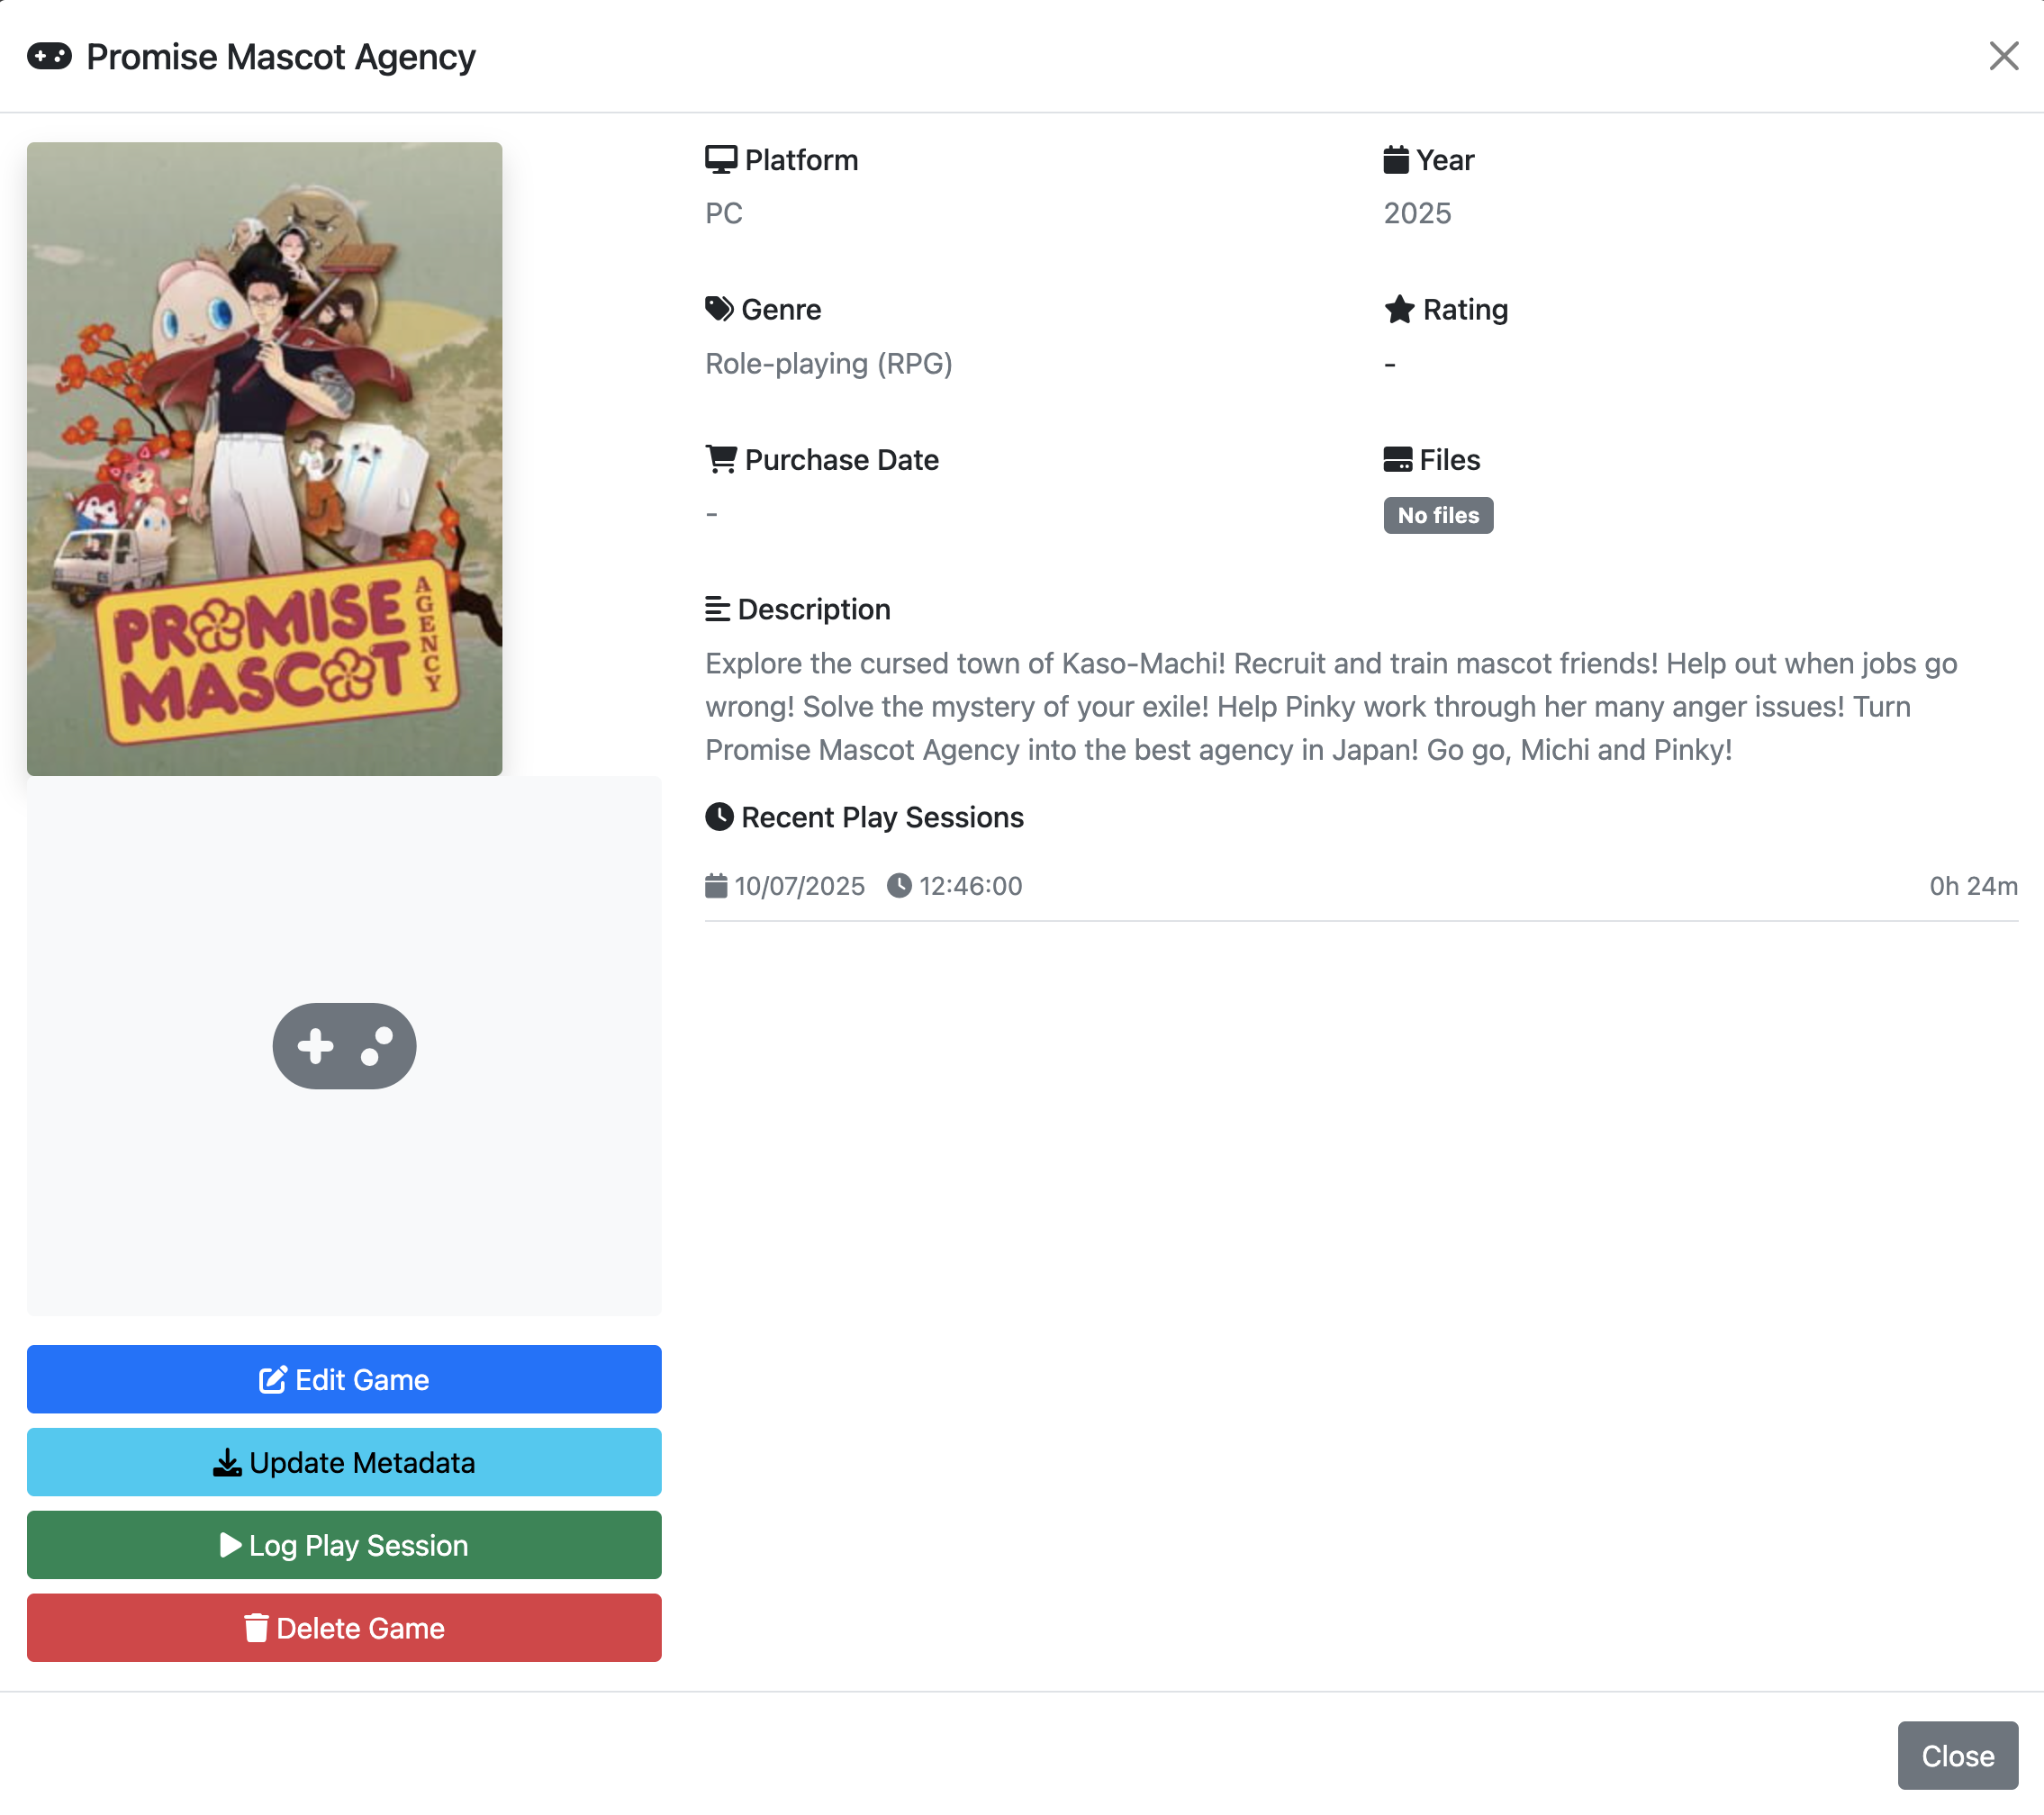 Promise Mascot Agency
PROMISE
MASCOT
AGENCY
Platform
PC
Year
2025
Genre
Role-playing (RPG)
Rating
-
Purchase Date
-
Files
No files
Description
Explore the cursed town of Kaso-Machi! Recruit and train mascot friends! Help out when jobs go
wrong! Solve the mystery of your exile! Help Pinky work through her many anger issues! Turn
Promise Mascot Agency into the best agency in Japan! Go go, Michi and Pinky!
Recent Play Sessions
10/07/2025 12:46:00 0h 24m
Edit Game
Update Metadata
Log Play Session
Delete Game
Close